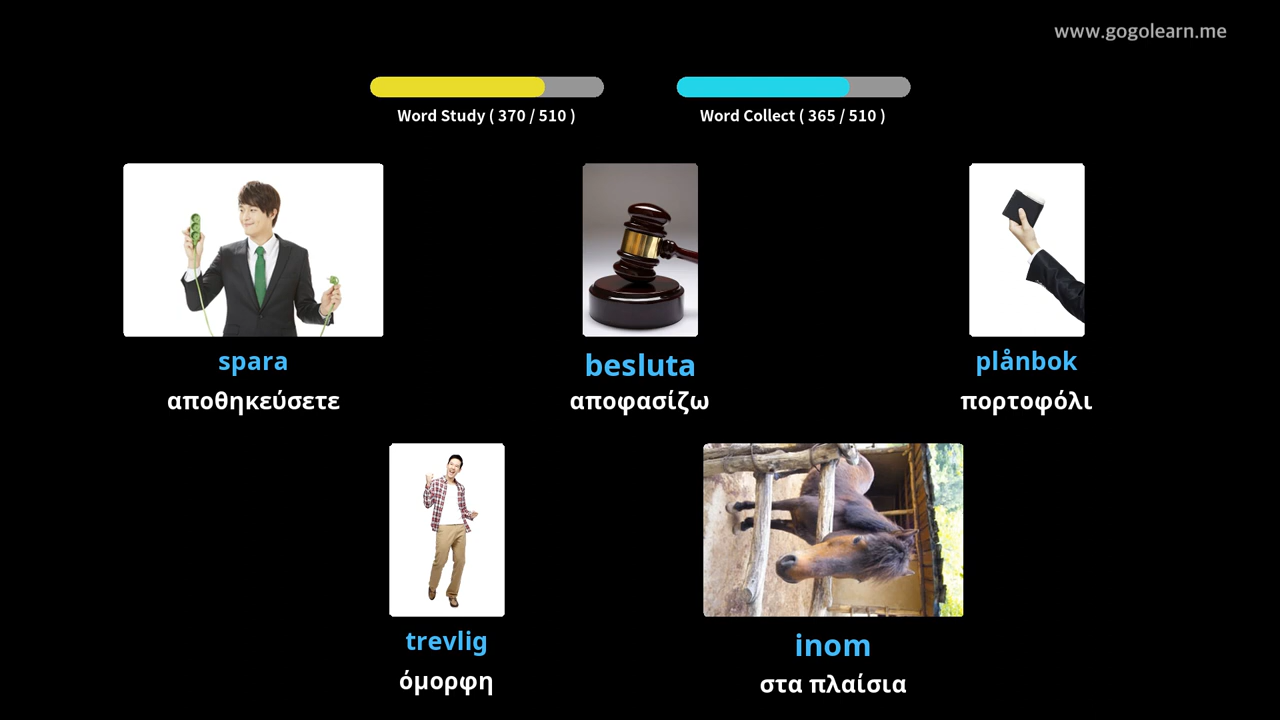 www.gogolearn.me
Word Study ( 370 / 510 )
Word Collect ( 365 / 510 )
spara
αποθηκεύσετε
besluta
αποφασίζω
plånbok
πορτοφόλι
trevlig
όμορφη
inom
στα πλαίσια